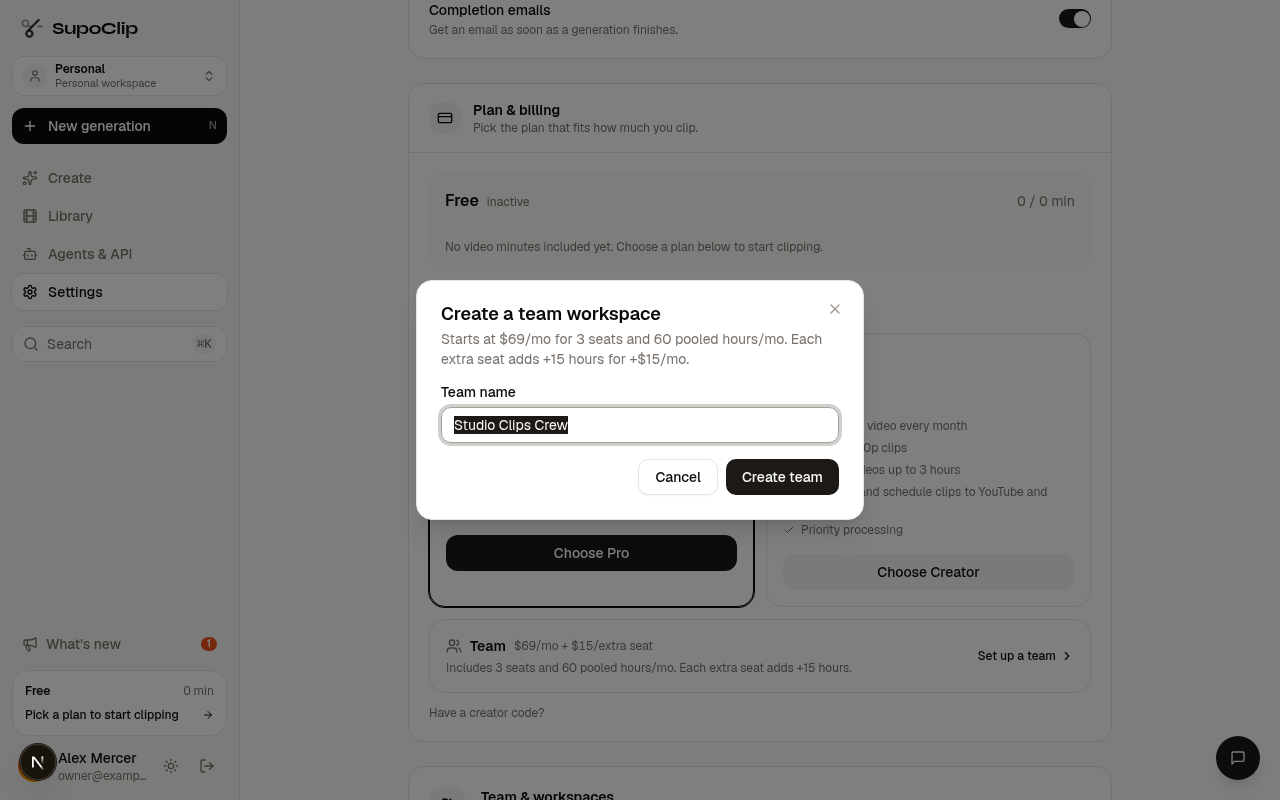 SupoClip
Personal
Personal workspace
New generation N
Create
Library
Agents & API
Settings
Search ⌘K
What's new 1
Free 0 min
Pick a plan to start clipping
N
Alex Mercer
owner@examp…
Completion emails
Get an email as soon as a generation finishes.
Plan & billing
Pick the plan that fits how much you clip.
Free inactive 0 / 0 min
No video minutes included yet. Choose a plan below to start clipping.
Create a team workspace
Starts at $69/mo for 3 seats and 60 pooled hours/mo. Each
extra seat adds +15 hours for +$15/mo.
Team name
Studio Clips Crew
Cancel
Create team
video every month
0p clips
up to 3 hours
and schedule clips to YouTube and
Priority processing
Choose Pro
Choose Creator
Team $69/mo + $15/extra seat
Includes 3 seats and 60 pooled hours/mo. Each extra seat adds +15 hours.
Set up a team
Have a creator code?
Team & workspaces